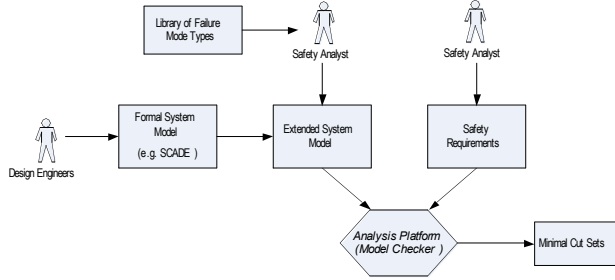 Library of Failure
Mode Types
Safety Analyst
Safety Analyst
Formal System
Model
(e.g. SCADE )
Extended System
Model
Safety
Requirements
Design Engineers
Analysis Platform
(Model Checker )
Minimal Cut Sets